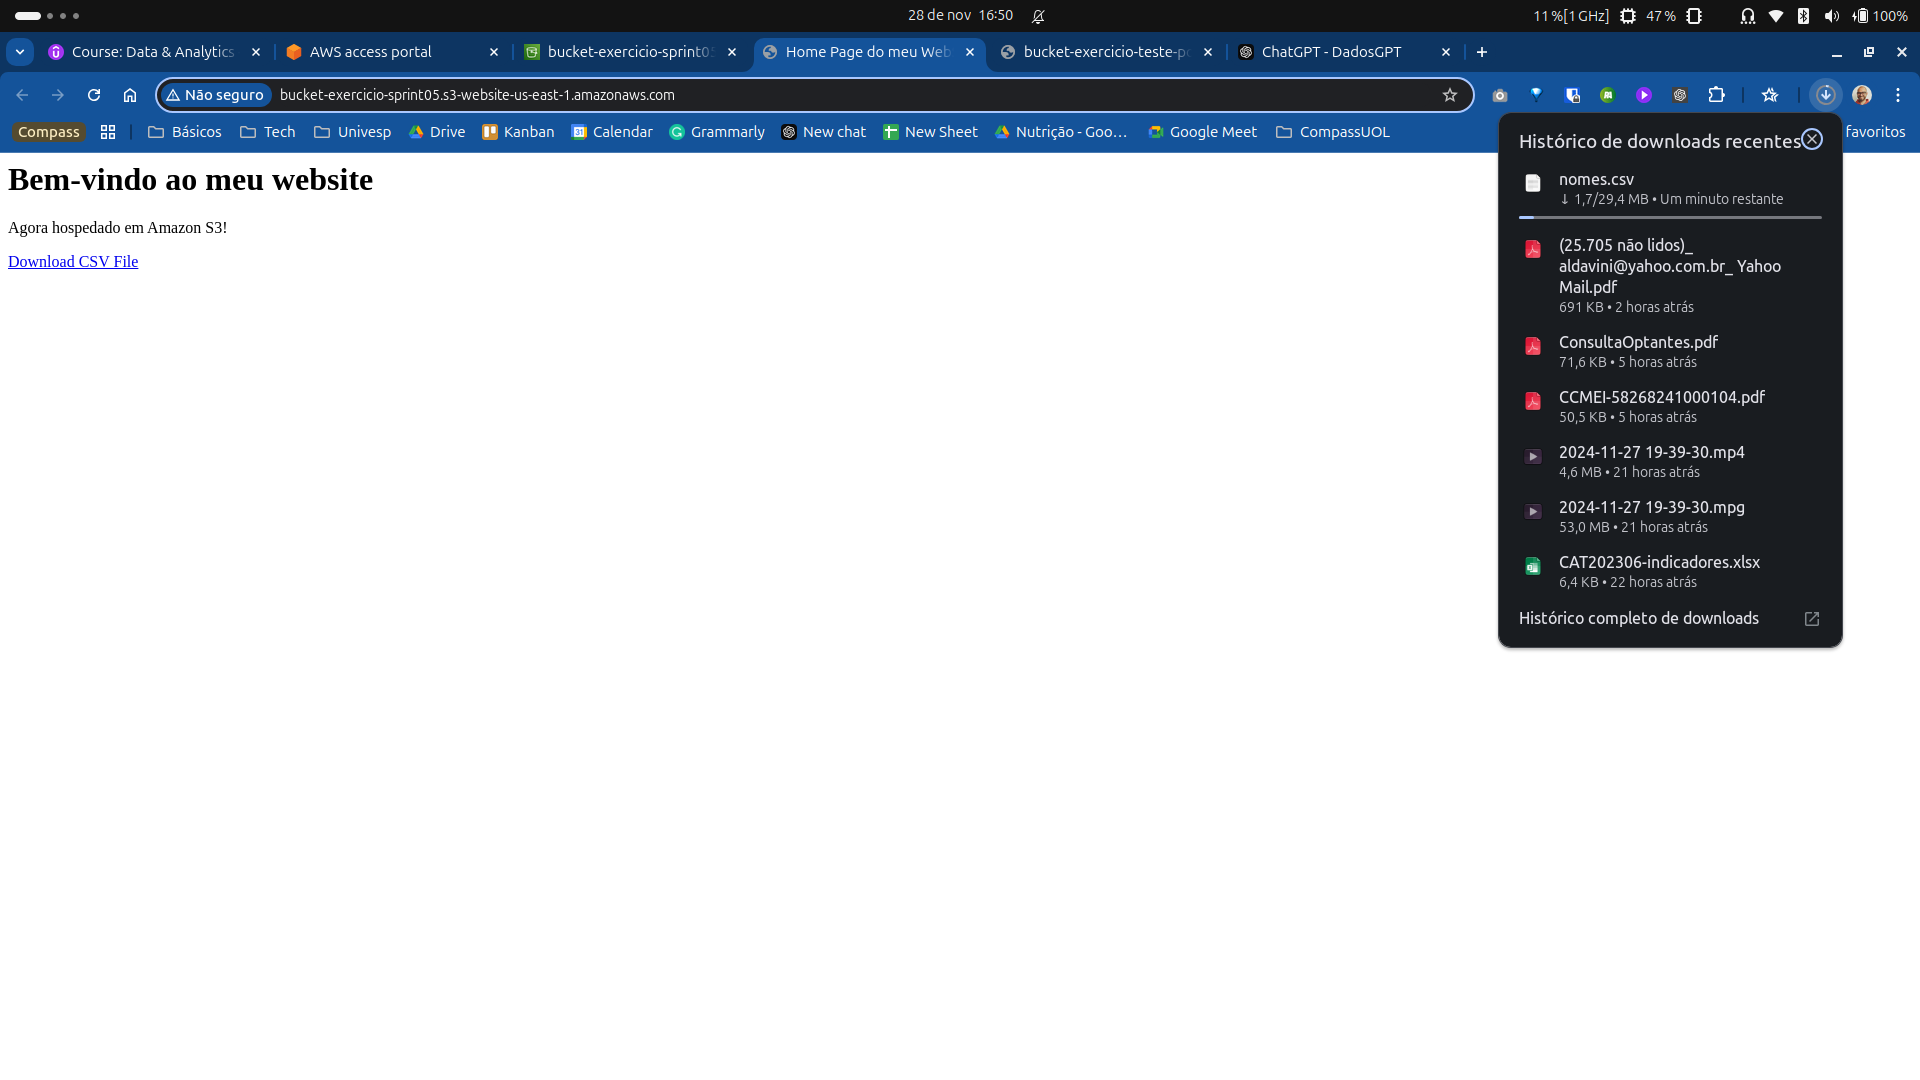 28 de nov 16:50
11 %[1 GHz] 47 % 100%
Course: Data & Analytics
AWS access portal
bucket-exercicio-sprint05
Home Page do meu Web
bucket-exercicio-teste-po
ChatGPT - DadosGPT
Não seguro bucket-exercicio-sprint05.s3-website-us-east-1.amazonaws.com
Compass Básicos Tech Univesp Drive Kanban Calendar Grammarly New chat New Sheet Nutrição - Goo… Google Meet CompassUOL favoritos
Bem-vindo ao meu website
Agora hospedado em Amazon S3!
Download CSV File
Histórico de downloads recentes
nomes.csv
↓ 1,7/29,4 MB • Um minuto restante
(25.705 não lidos)_
aldavini@yahoo.com.br_ Yahoo
Mail.pdf
691 KB • 2 horas atrás
ConsultaOptantes.pdf
71,6 KB • 5 horas atrás
CCMEI-58268241000104.pdf
50,5 KB • 5 horas atrás
2024-11-27 19-39-30.mp4
4,6 MB • 21 horas atrás
2024-11-27 19-39-30.mpg
53,0 MB • 21 horas atrás
CAT202306-indicadores.xlsx
6,4 KB • 22 horas atrás
Histórico completo de downloads